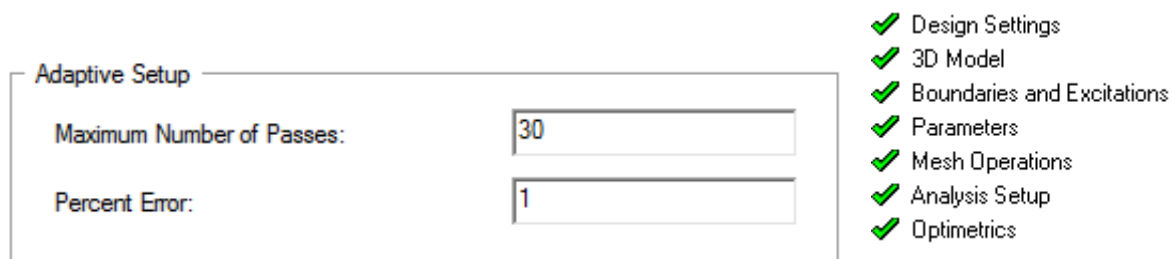 Adaptive Setup
Maximum Number of Passes:
30
Percent Error:
1
Design Settings
3D Model
Boundaries and Excitations
Parameters
Mesh Operations
Analysis Setup
Optimetrics